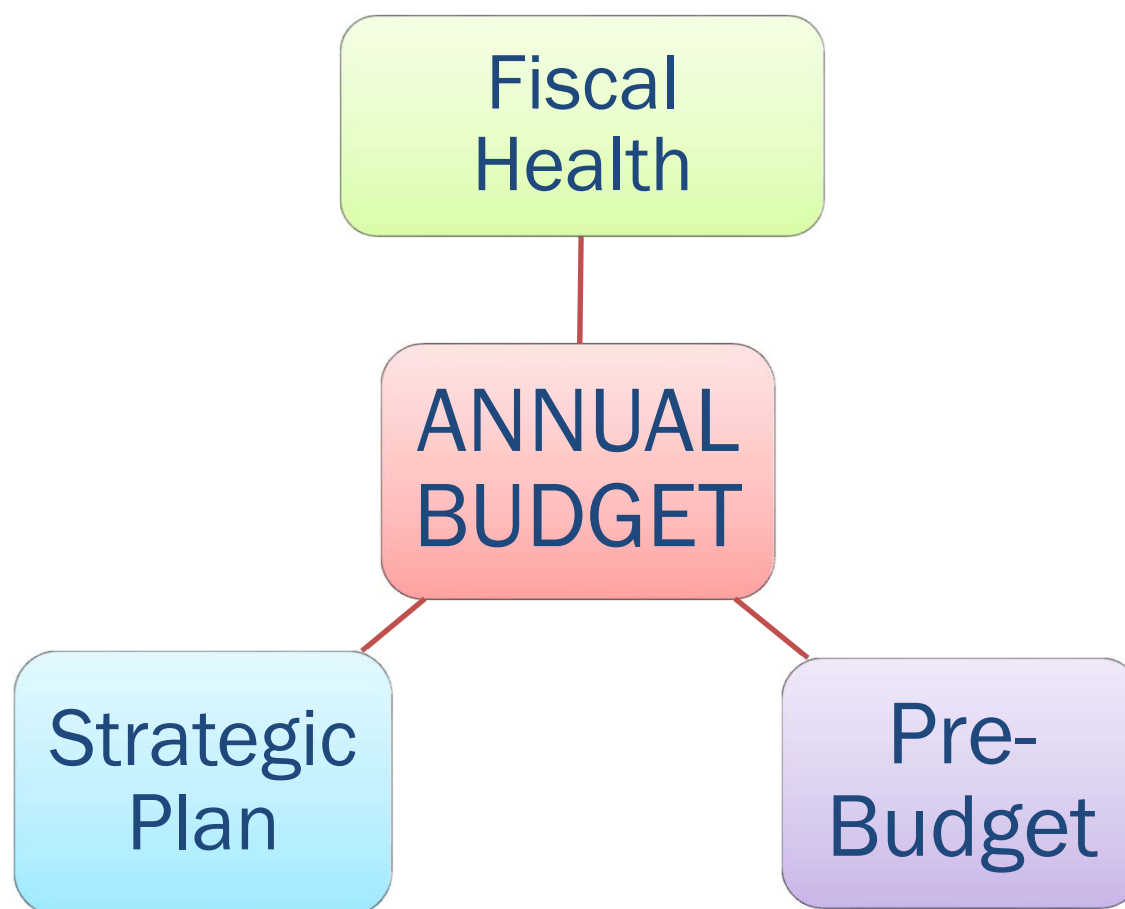 Fiscal
Health
ANNUAL
BUDGET
Strategic
Plan
Pre-
Budget